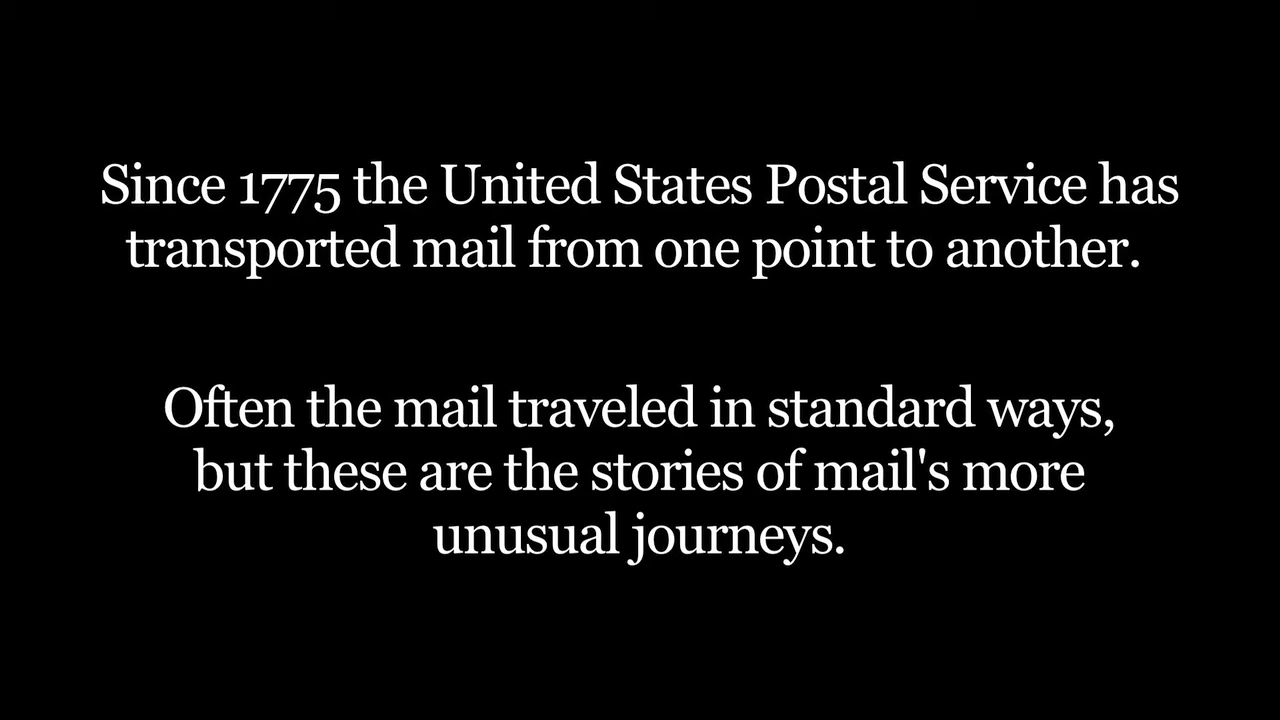 Since 1775 the United States Postal Service has
transported mail from one point to another.
Often the mail traveled in standard ways,
but these are the stories of mail's more
unusual journeys.